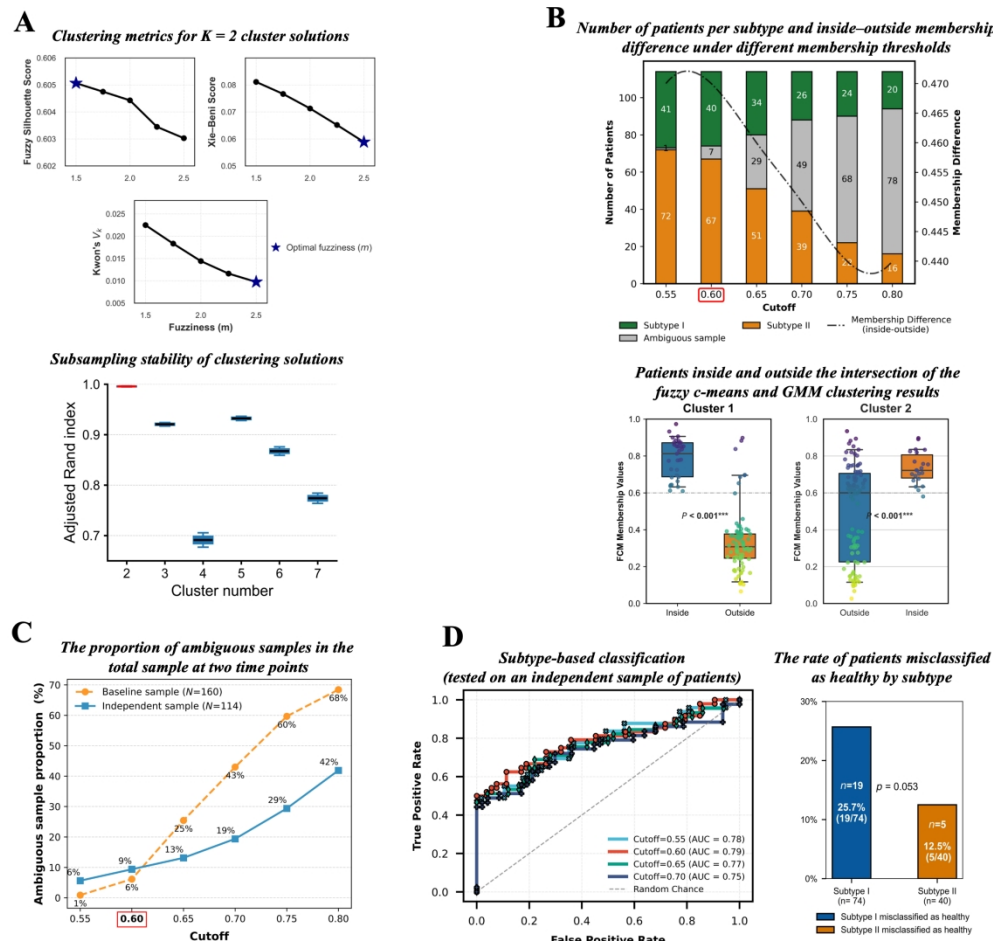 A
Clustering metrics for K = 2 cluster solutions
Fuzzy Silhouette Score
0.606
0.605
0.603
0.602
1.5
2.0
2.5
Xie–Beni Score
0.08
0.07
0.06
0.05
1.5
2.0
2.5
Kwon's Vk
0.025
0.020
0.015
0.010
0.005
1.5
2.0
2.5
Fuzziness (m)
Optimal fuzziness (m)
Subsampling stability of clustering solutions
Adjusted Rand index
1.0
0.9
0.8
0.7
2
3
4
5
6
7
Cluster number
B
Number of patients per subtype and inside–outside membership
difference under different membership thresholds
Number of Patients
100
80
60
40
20
0
41
40
34
26
24
20
1
7
29
49
68
78
72
67
51
39
22
16
0.470
0.465
0.460
0.455
0.450
0.445
0.440
Membership Difference
0.55
0.60
0.65
0.70
0.75
0.80
Cutoff
Subtype I
Subtype II
Membership Difference
(inside-outside)
Ambiguous sample
Patients inside and outside the intersection of the
fuzzy c-means and GMM clustering results
Cluster 1
FCM Membership Values
1.0
0.8
0.6
0.4
0.2
0.0
P < 0.001***
Inside
Outside
Cluster 2
FCM Membership Values
1.0
0.8
0.6
0.4
0.2
0.0
P < 0.001***
Outside
Inside
C
The proportion of ambiguous samples in the
total sample at two time points
Ambiguous sample proportion (%)
70
60
50
40
30
20
10
0
Baseline sample (N=160)
Independent sample (N=114)
68%
60%
43%
42%
25%
29%
19%
13%
9%
6%
6%
1%
0.55
0.60
0.65
0.70
0.75
0.80
Cutoff
D
Subtype-based classification
(tested on an independent sample of patients)
True Positive Rate
1.0
0.8
0.6
0.4
0.2
0.0
Cutoff=0.55 (AUC = 0.78)
Cutoff=0.60 (AUC = 0.79)
Cutoff=0.65 (AUC = 0.77)
Cutoff=0.70 (AUC = 0.75)
Random Chance
0.0
0.2
0.4
0.6
0.8
1.0
False Positive Rate
The rate of patients misclassified
as healthy by subtype
30%
20%
10%
0%
n=19
25.7%
(19/74)
p = 0.053
n=5
12.5%
(5/40)
Subtype I
(n= 74)
Subtype II
(n= 40)
Subtype I misclassified as healthy
Subtype II misclassified as healthy